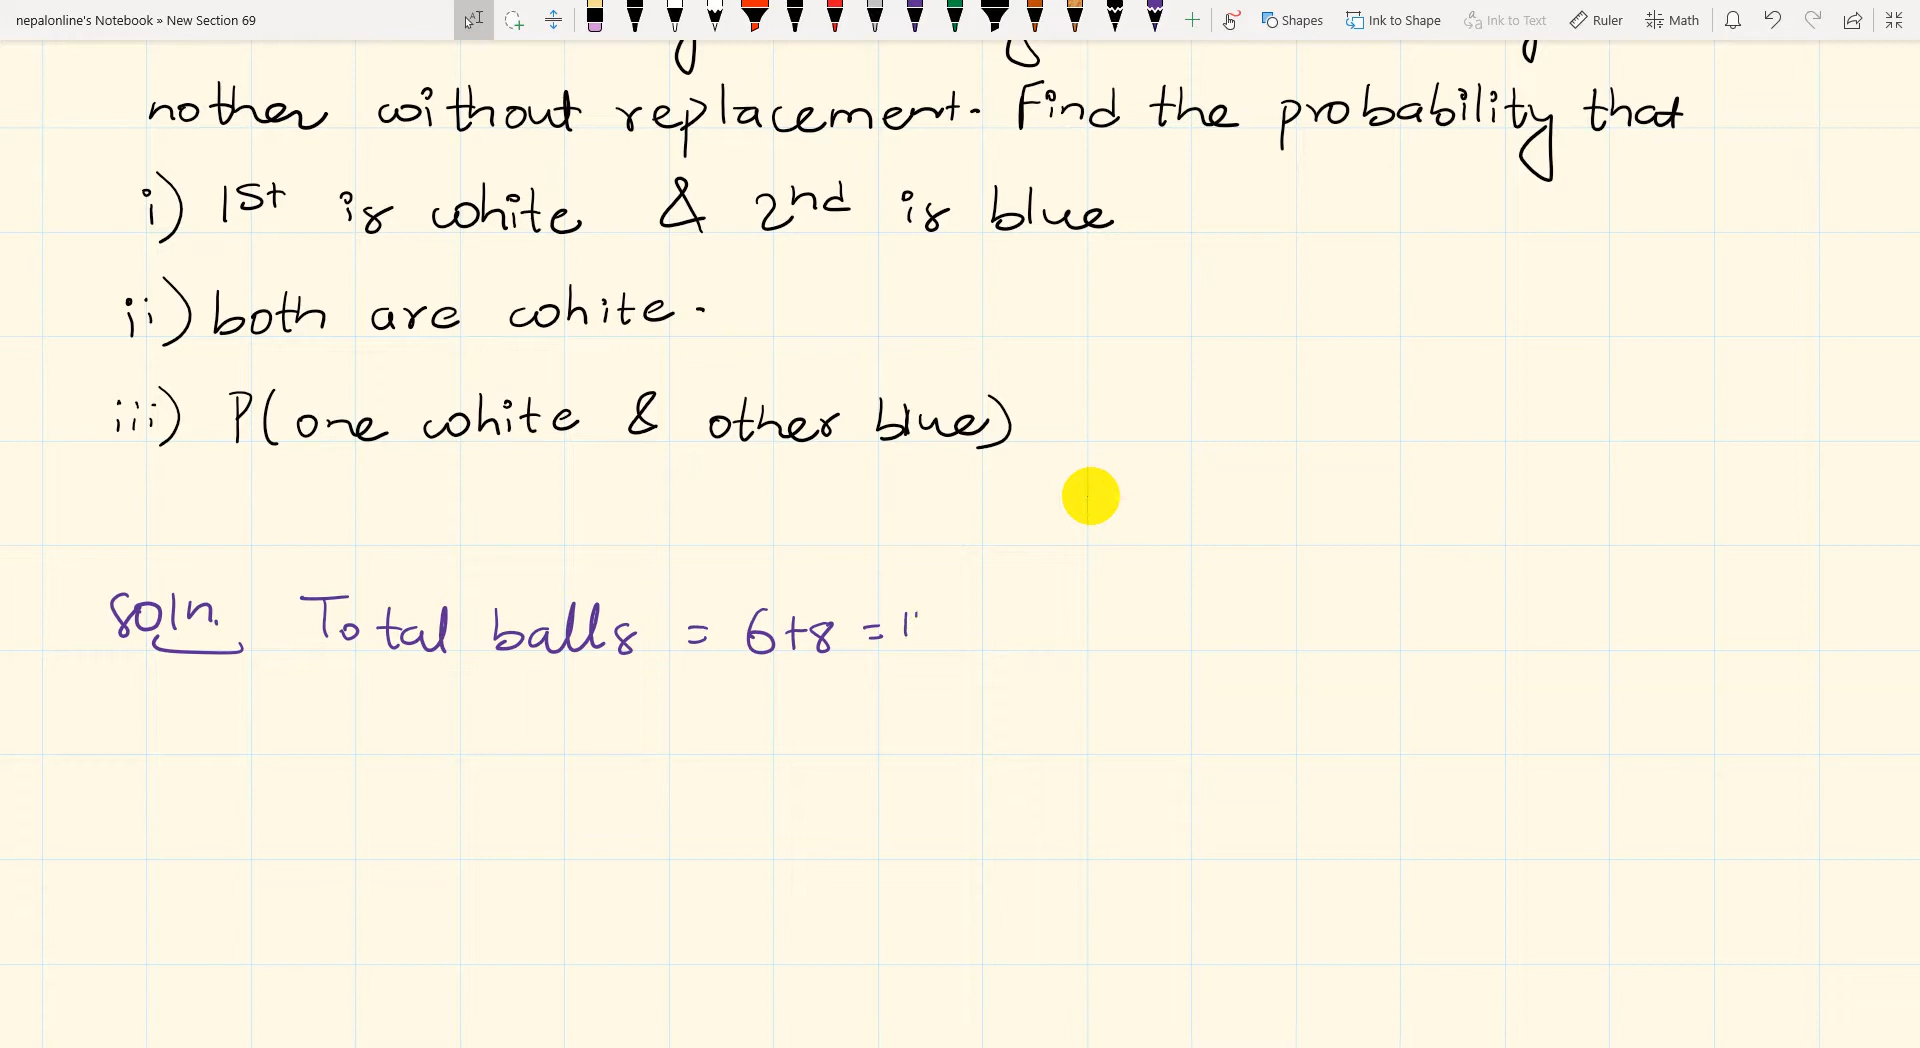 nepalonline's Notebook » New Section 69
Shapes Ink to Shape Ink to Text Ruler Math
nother without replacement. Find the probability that
i) 1st is white & 2nd is blue
ii) both are white.
iii) P(one white & other blue)
soln. Total balls = 6+8 =